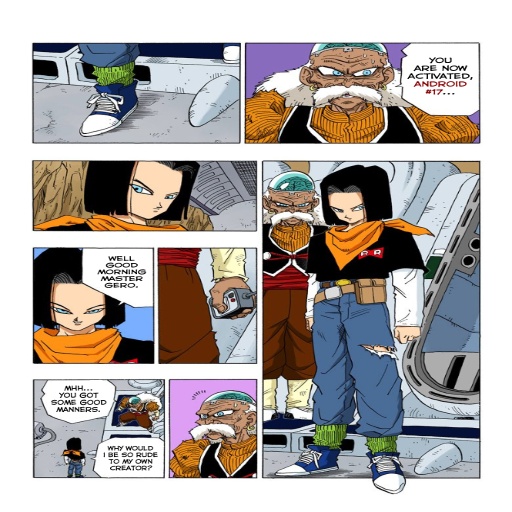 YOU
ARE NOW
ACTIVATED,
ANDROID
#17...
R R
WELL
GOOD
MORNING
MASTER
GERO.
MHH...
YOU GOT
SOME GOOD
MANNERS.
WHY WOULD
I BE SO RUDE
TO MY OWN
CREATOR?